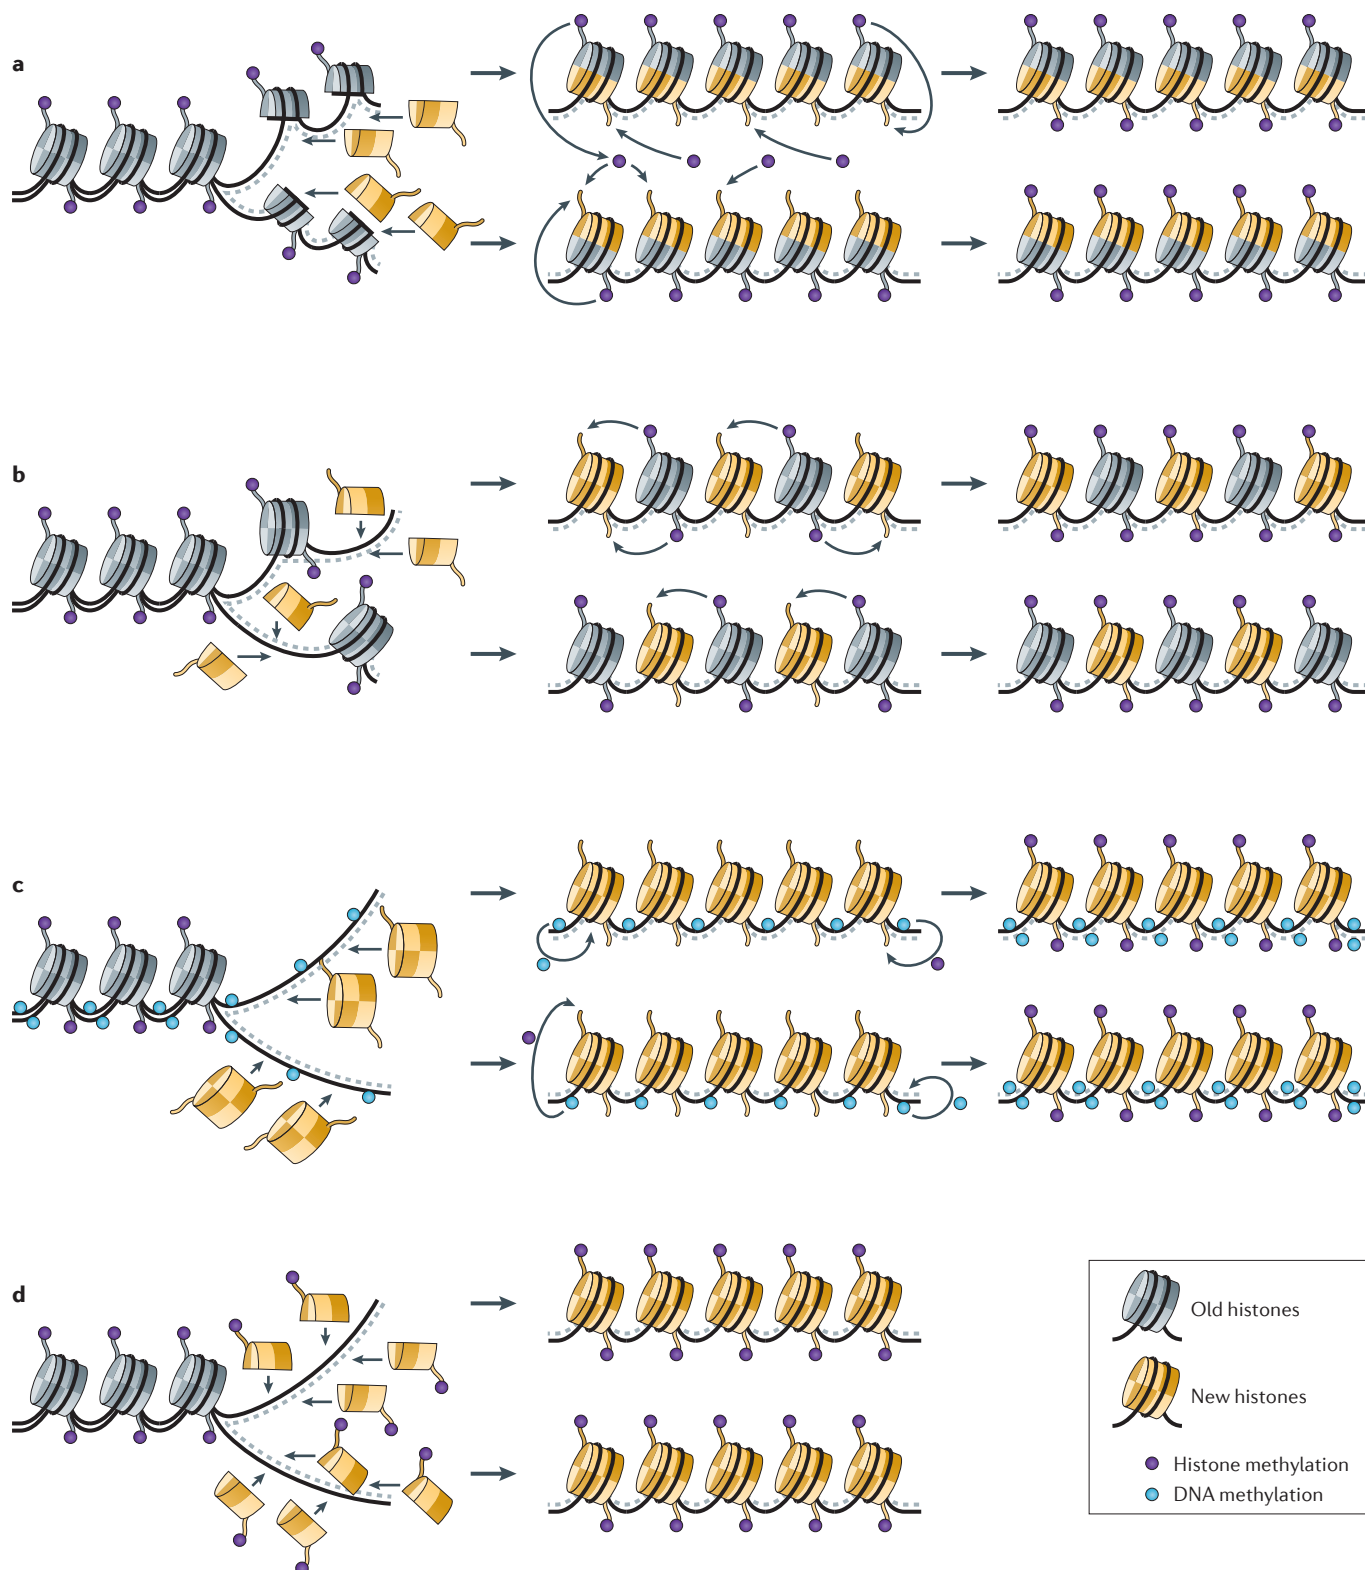 a
b
c
d
Old histones
New histones
Histone methylation
DNA methylation